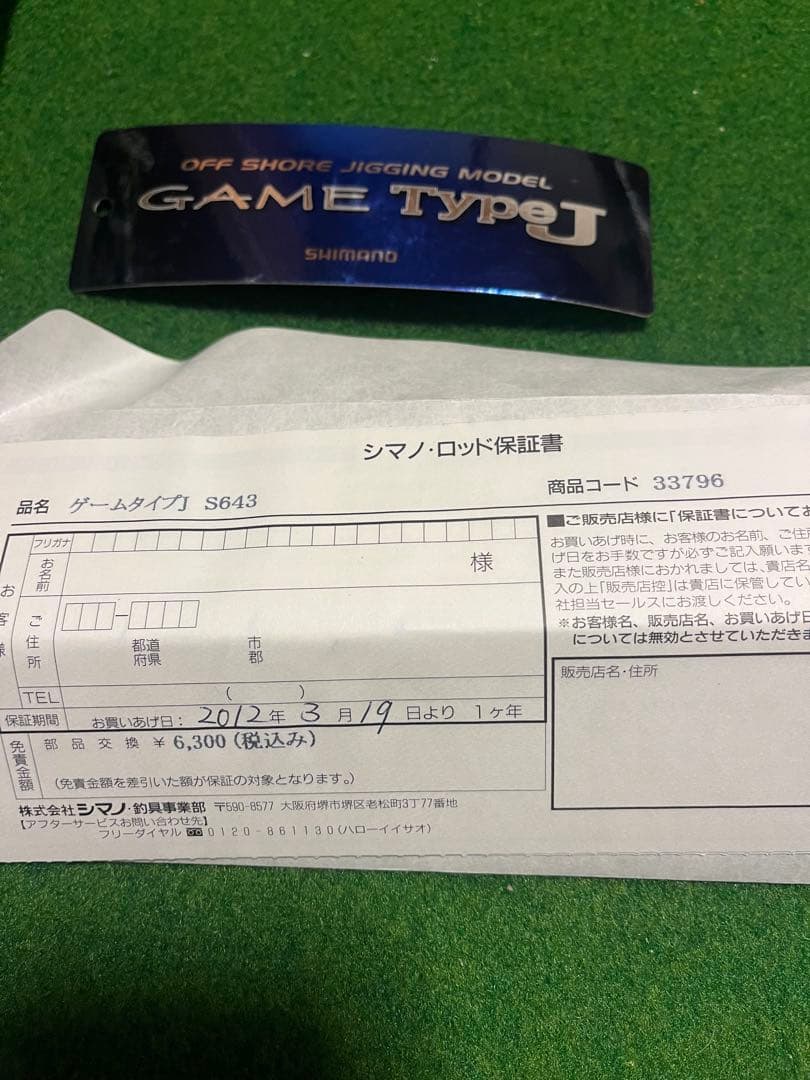 OFF SHORE JIGGING MODEL
GAME Type J
SHIMANO
シマノ・ロッド保証書
品名 ゲームタイプJ S643
商品コード 33796
お客様
フリガナ
お名前
様
ご住所
都道府県
市郡
TEL ( )
保証期間 お買いあげ日: 2012年 3月 19日より 1ヶ年
免責金額
部品交換 ¥ 6,300(税込み)
(免責金額を差引いた額が保証の対象となります。)
株式会社シマノ・釣具事業部 〒590-8577 大阪府堺市堺区老松町3丁77番地
【アフターサービスお問い合わせ先】
フリーダイヤル 0120-861130(ハローイイサオ)
■ご販売店様に「保証書についてお
お買いあげ時に、お客様のお名前、ご住
げ日をお手数ですが必ずご記入願います
また販売店様におかれましては、貴店名
入の上「販売店控」は貴店に保管してい
社担当セールスにお渡しください。
※お客様名、販売店名、お買いあげ日
については無効とさせていただきま
販売店名・住所